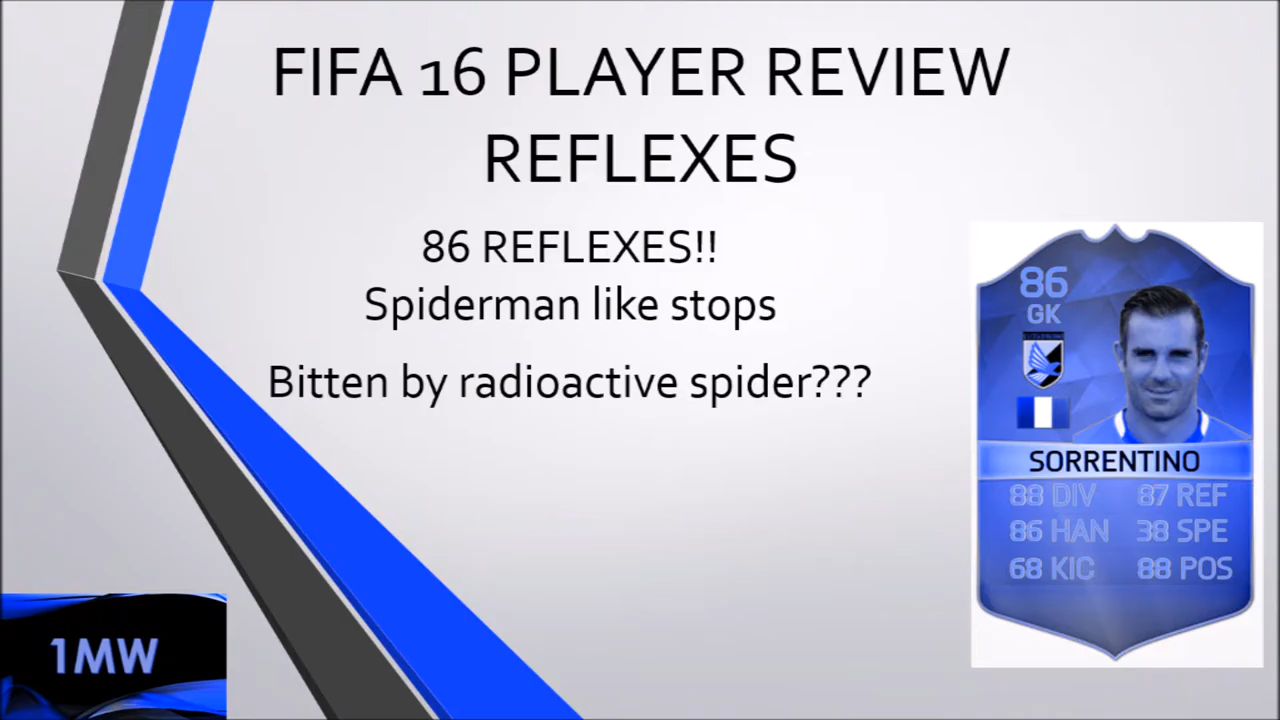 FIFA 16 PLAYER REVIEW
REFLEXES
86 REFLEXES!!
Spiderman like stops
Bitten by radioactive spider???
86
GK
SORRENTINO
88 DIV 87 REF
86 HAN 38 SPE
68 KIC 88 POS
1MW